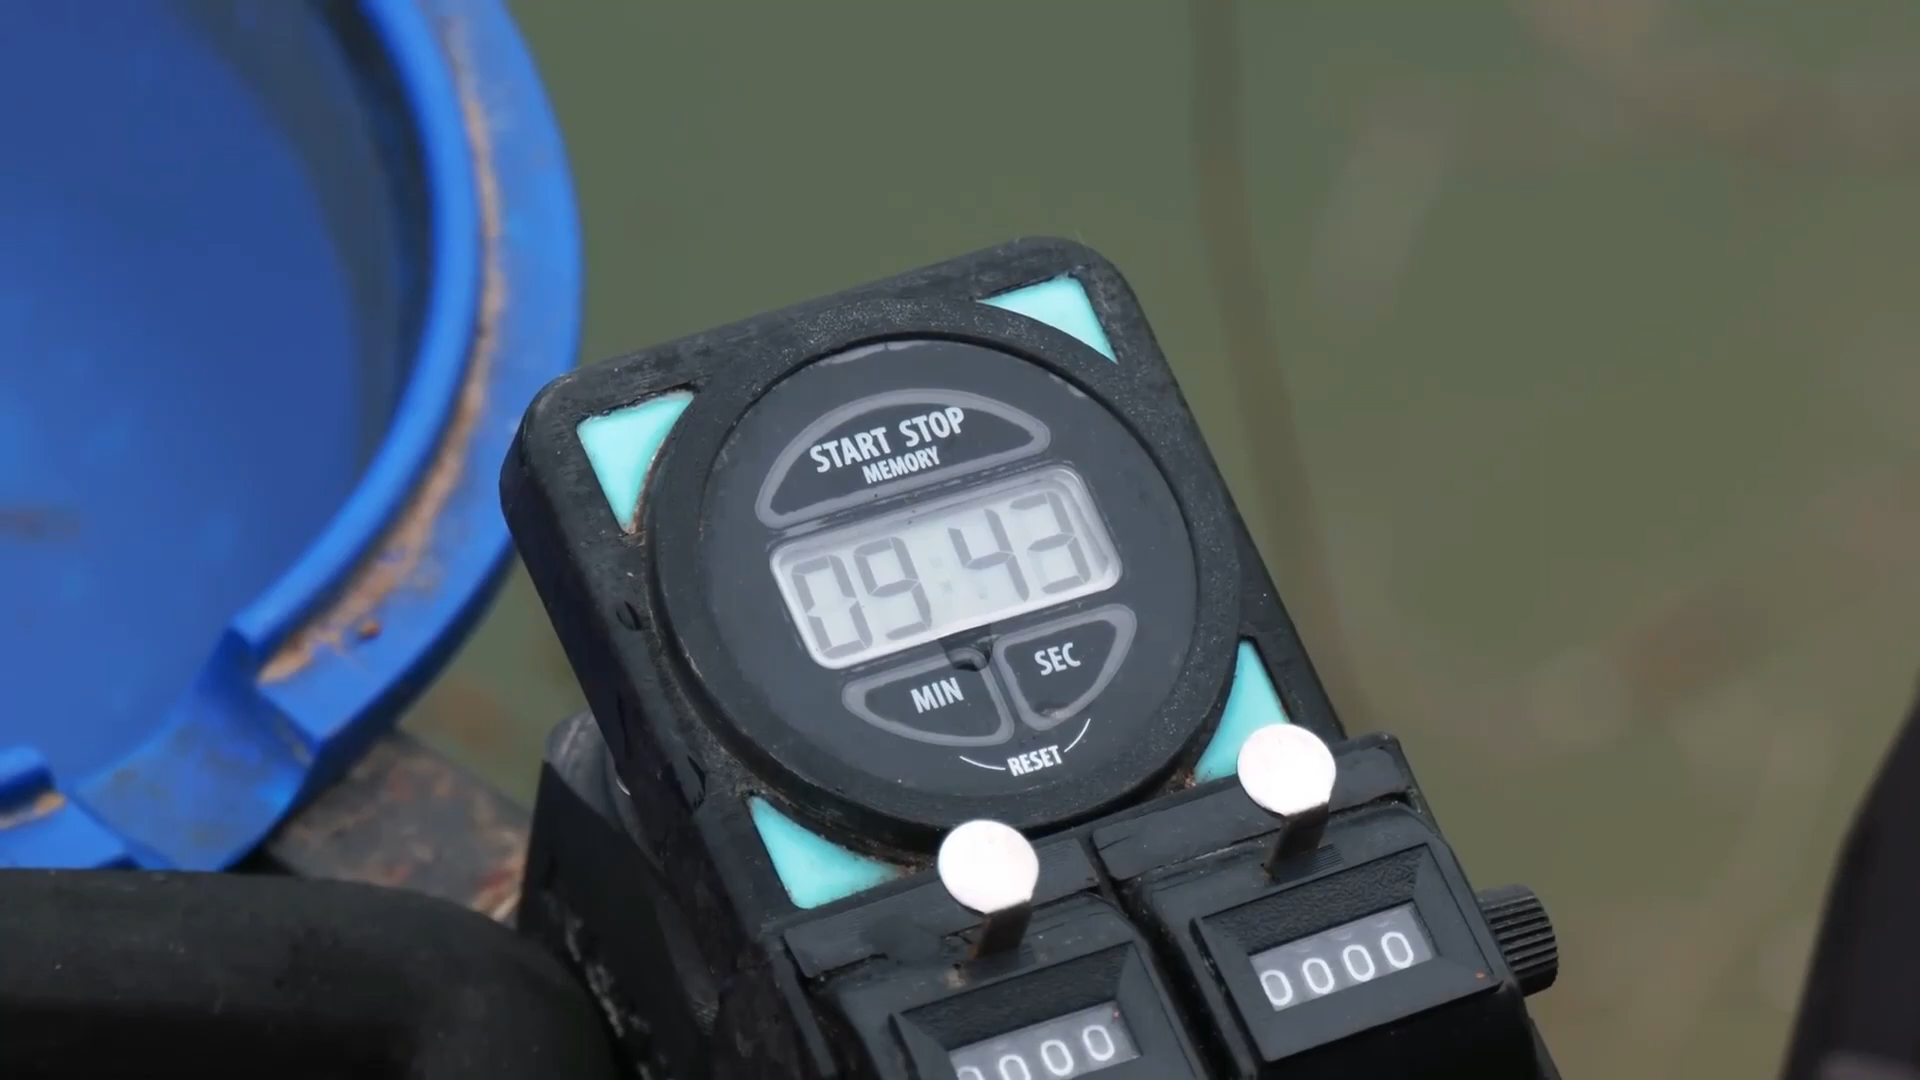 START STOP
MEMORY
09:43
MIN
SEC
RESET
0000
0000